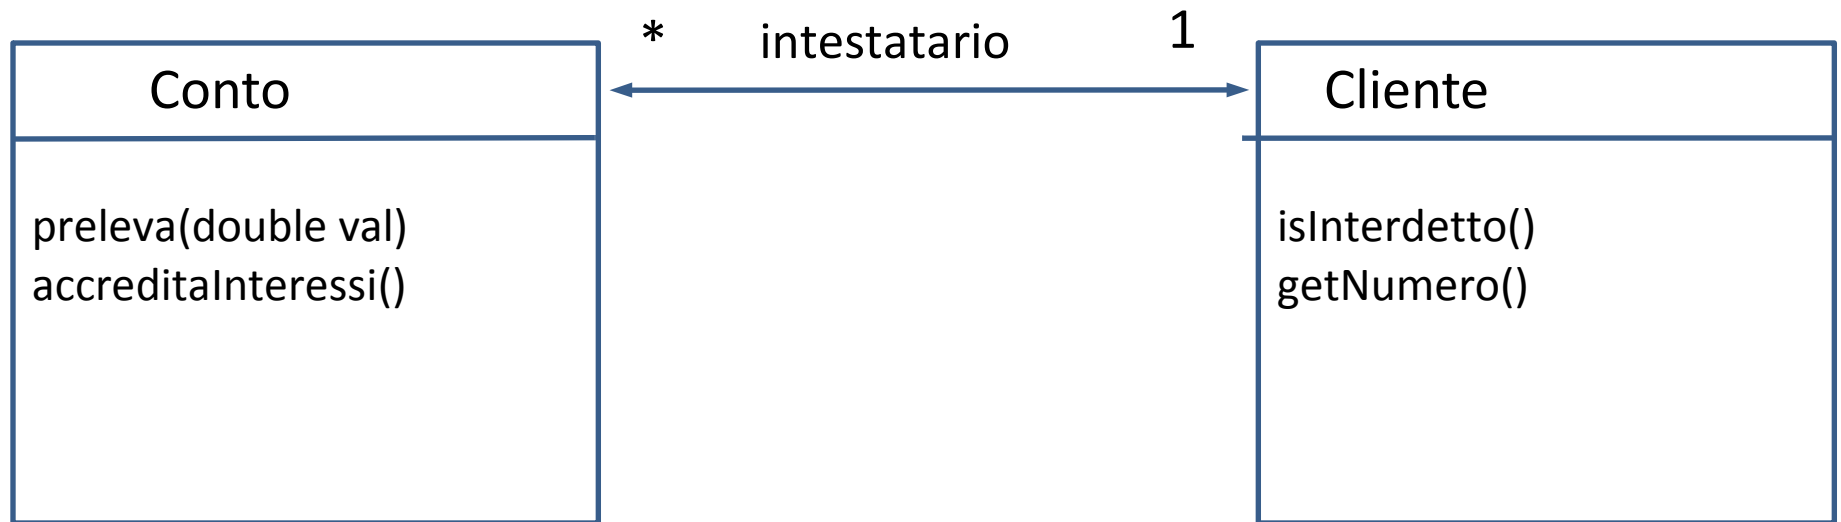 Conto
preleva(double val)
accreditaInteressi()
* intestatario 1
Cliente
isInterdetto()
getNumero()